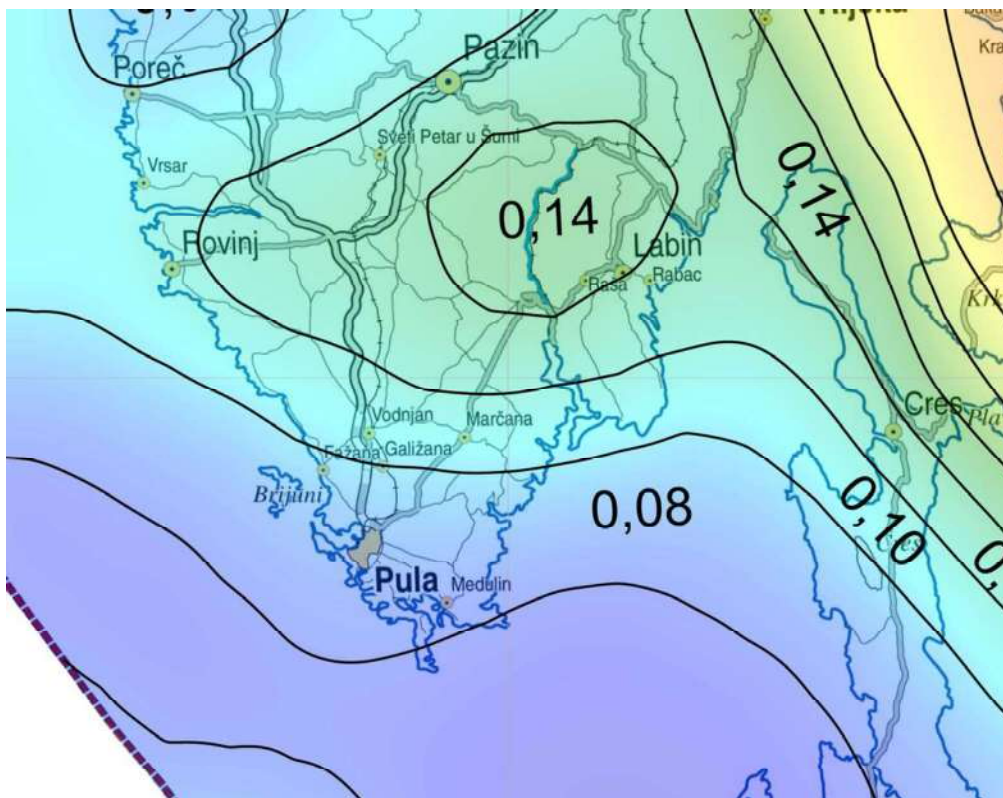 Pazin
Poreč
Sveti Petar u Šumi
Vrsar
0,14
0,14
Rovinj
Labin
Raša
Rabac
Cres
Vodnjan
Marčana
Galižana
Fažana
Brijuni
0,08
0,10
Cres
Pula
Medulin